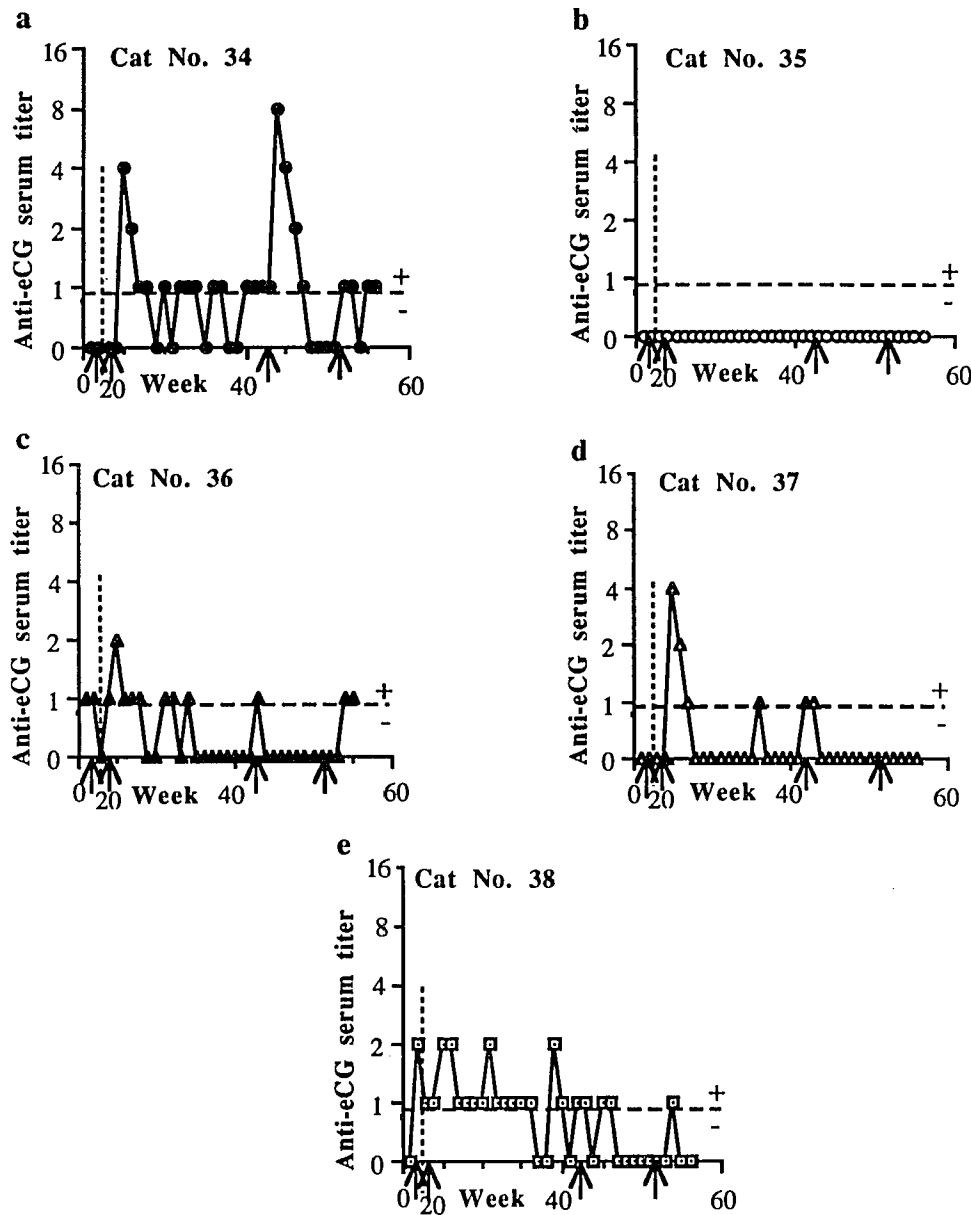 a
Cat No. 34
Anti-eCG serum titer
16
8
4
2
1
0
+
-
0 20 Week 40 60
b
Cat No. 35
Anti-eCG serum titer
16
8
4
2
1
0
+
-
0 20 Week 40 60
c
Cat No. 36
Anti-eCG serum titer
16
8
4
2
1
0
+
-
0 20 Week 40 60
d
Cat No. 37
Anti-eCG serum titer
16
8
4
2
1
0
+
-
0 20 Week 40 60
e
Cat No. 38
Anti-eCG serum titer
16
8
4
2
1
0
+
-
0 20 Week 40 60